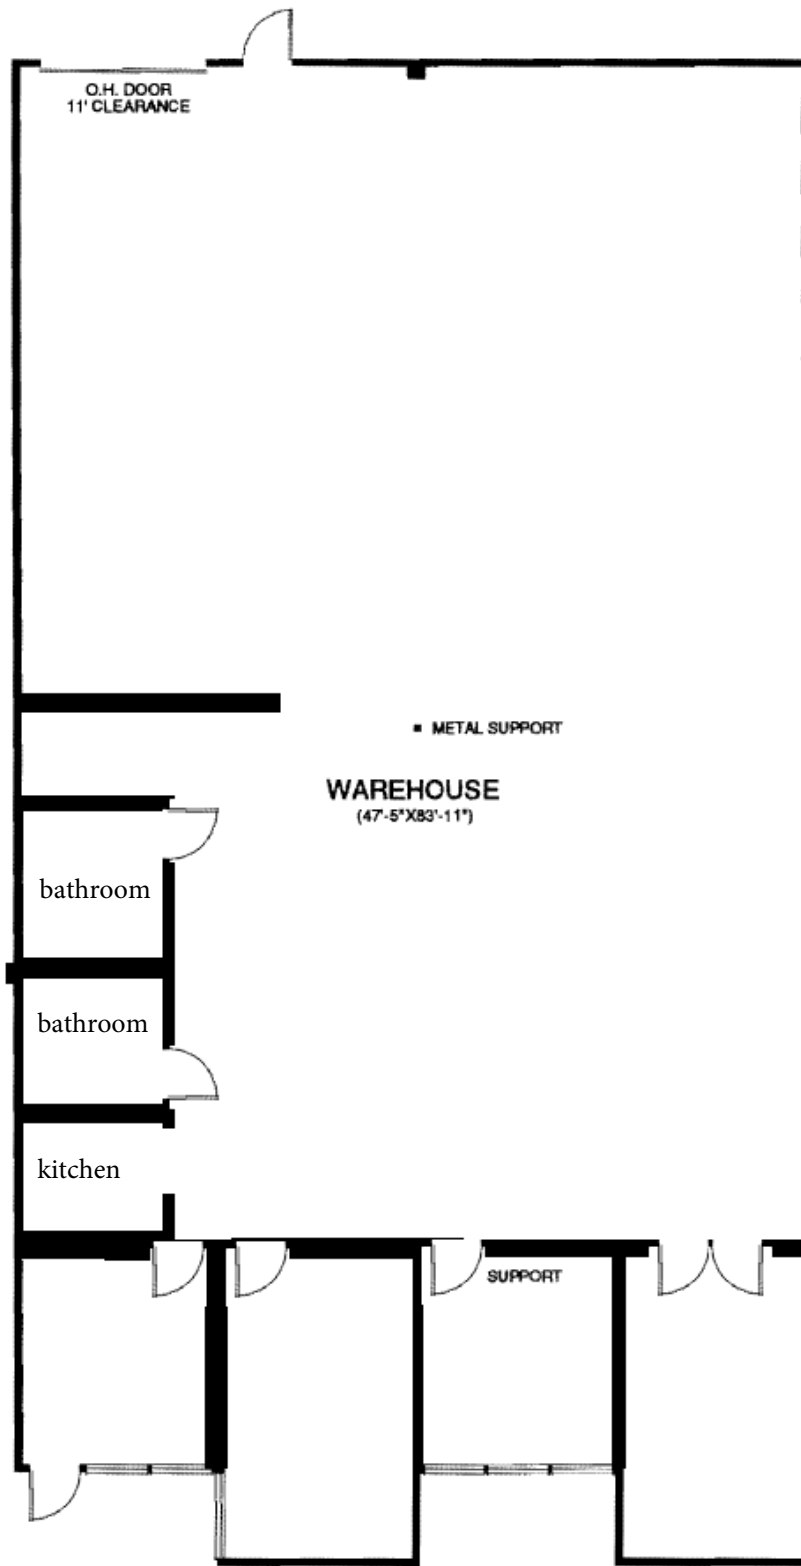 O.H. DOOR
11' CLEARANCE
METAL SUPPORT
WAREHOUSE
(47'-5"X83'-11")
bathroom
bathroom
kitchen
SUPPORT